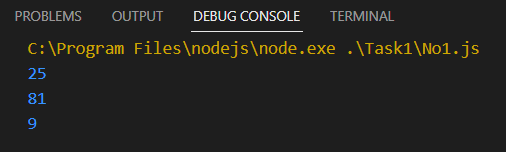 PROBLEMS OUTPUT DEBUG CONSOLE TERMINAL
C:\Program Files\nodejs\node.exe .\Task1\No1.js
25
81
9